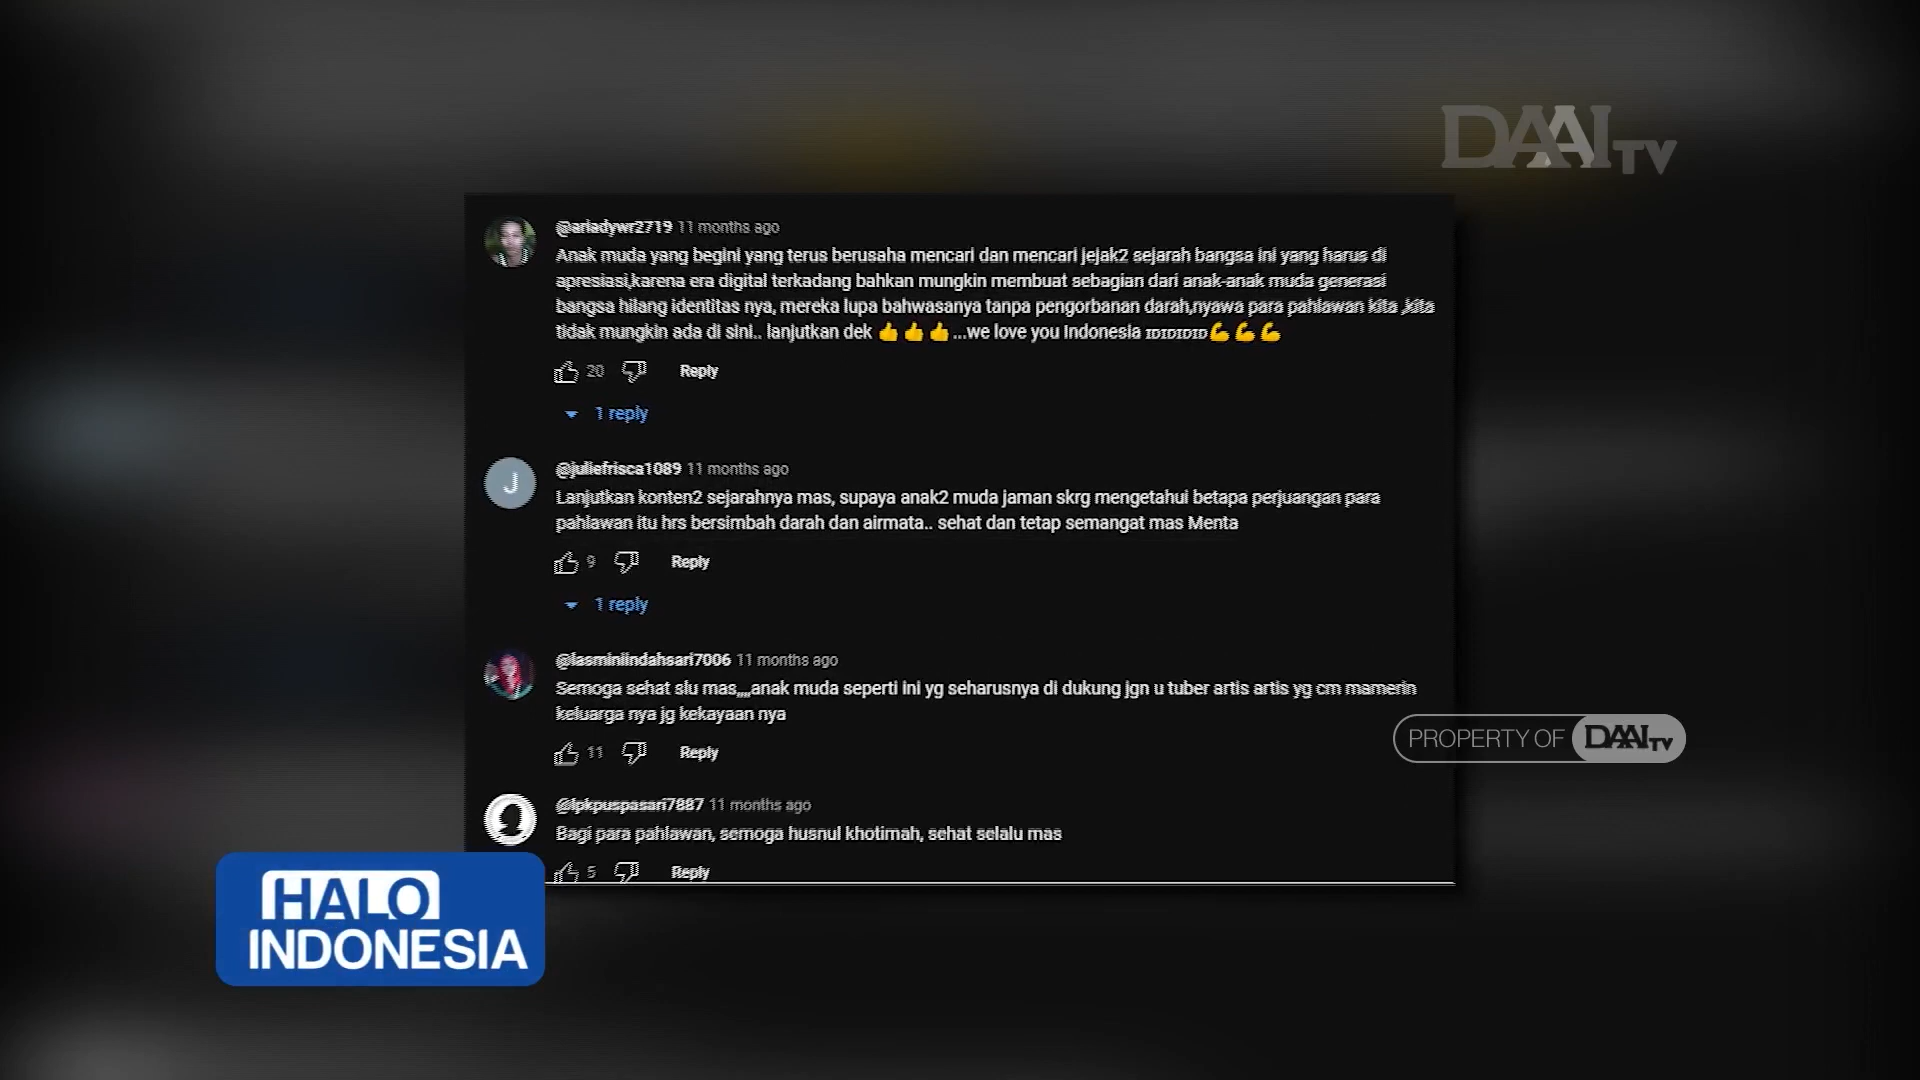 DAAI TV
@ariadywr2719 11 months ago
Anak muda yang begini yang terus berusaha mencari dan mencari jejak2 sejarah bangsa ini yang harus di
apresiasi,karena era digital terkadang bahkan mungkin membuat sebagian dari anak-anak muda generasi
bangsa hilang identitas nya, mereka lupa bahwasanya tanpa pengorbanan darah,nyawa para pahlawan kita ,kita
tidak mungkin ada di sini.. lanjutkan dek 👍👍👍...we love you Indonesia 🇮🇩🇮🇩🇮🇩💪💪💪
20 Reply
1 reply
J
@juliefrisca1089 11 months ago
Lanjutkan konten2 sejarahnya mas, supaya anak2 muda jaman skrg mengetahui betapa perjuangan para
pahlawan itu hrs bersimbah darah dan airmata.. sehat dan tetap semangat mas Menta
9 Reply
1 reply
@lasminiindahsari7006 11 months ago
Semoga sehat slu mas,,,,anak muda seperti ini yg seharusnya di dukung jgn u tuber artis artis yg cm mamerin
keluarga nya jg kekayaan nya
11 Reply
PROPERTY OF DAAI TV
@lpkpuspasari7887 11 months ago
Bagi para pahlawan, semoga husnul khotimah, sehat selalu mas
5 Reply
HALO
INDONESIA